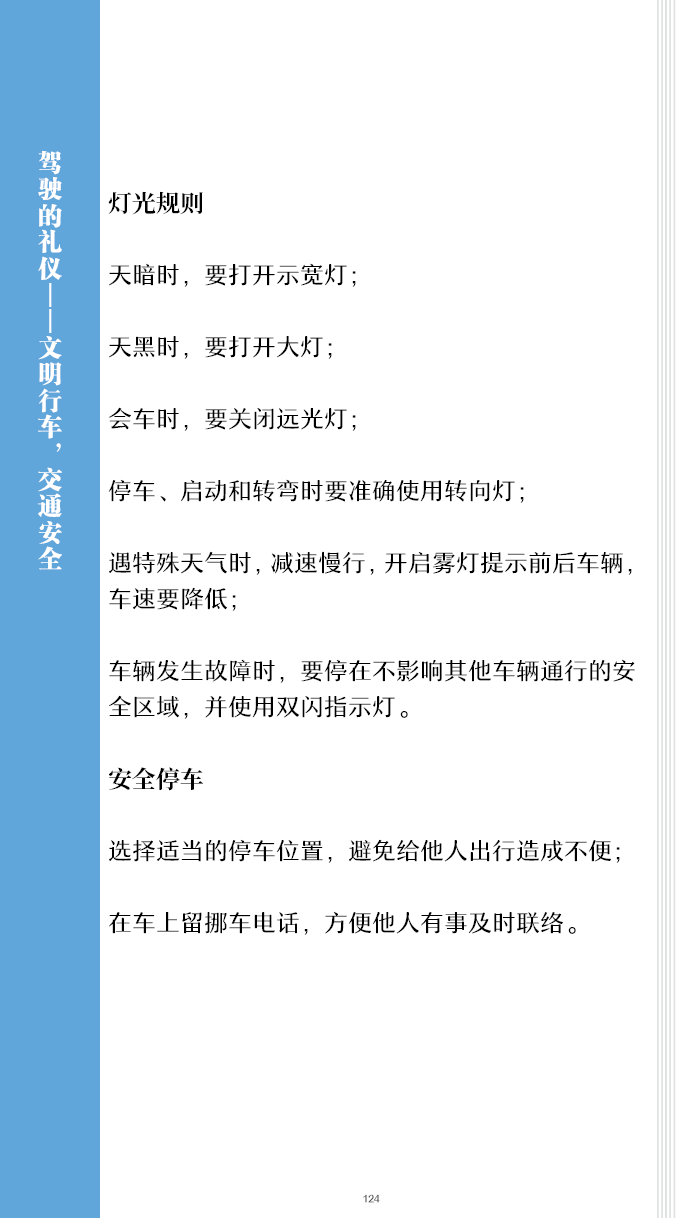 驾驶的礼仪——文明行车，交通安全
灯光规则
天暗时，要打开示宽灯；
天黑时，要打开大灯；
会车时，要关闭远光灯；
停车、启动和转弯时要准确使用转向灯；
遇特殊天气时，减速慢行，开启雾灯提示前后车辆，
车速要降低；
车辆发生故障时，要停在不影响其他车辆通行的安
全区域，并使用双闪指示灯。
安全停车
选择适当的停车位置，避免给他人出行造成不便；
在车上留挪车电话，方便他人有事及时联络。
124